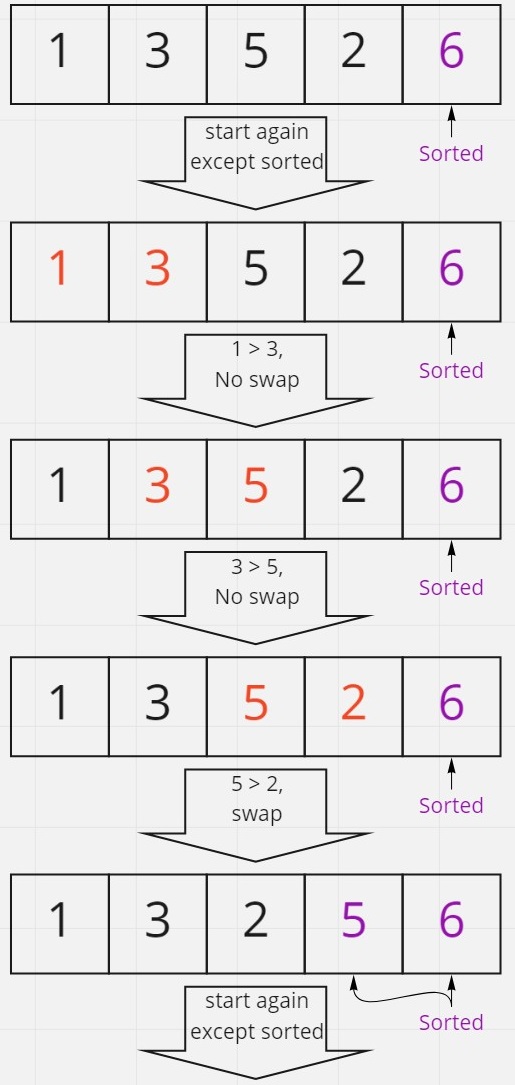 1 3 5 2 6
start again
except sorted
Sorted
1 3 5 2 6
1 > 3,
No swap
Sorted
1 3 5 2 6
3 > 5,
No swap
Sorted
1 3 5 2 6
5 > 2,
swap
Sorted
1 3 2 5 6
start again
except sorted
Sorted